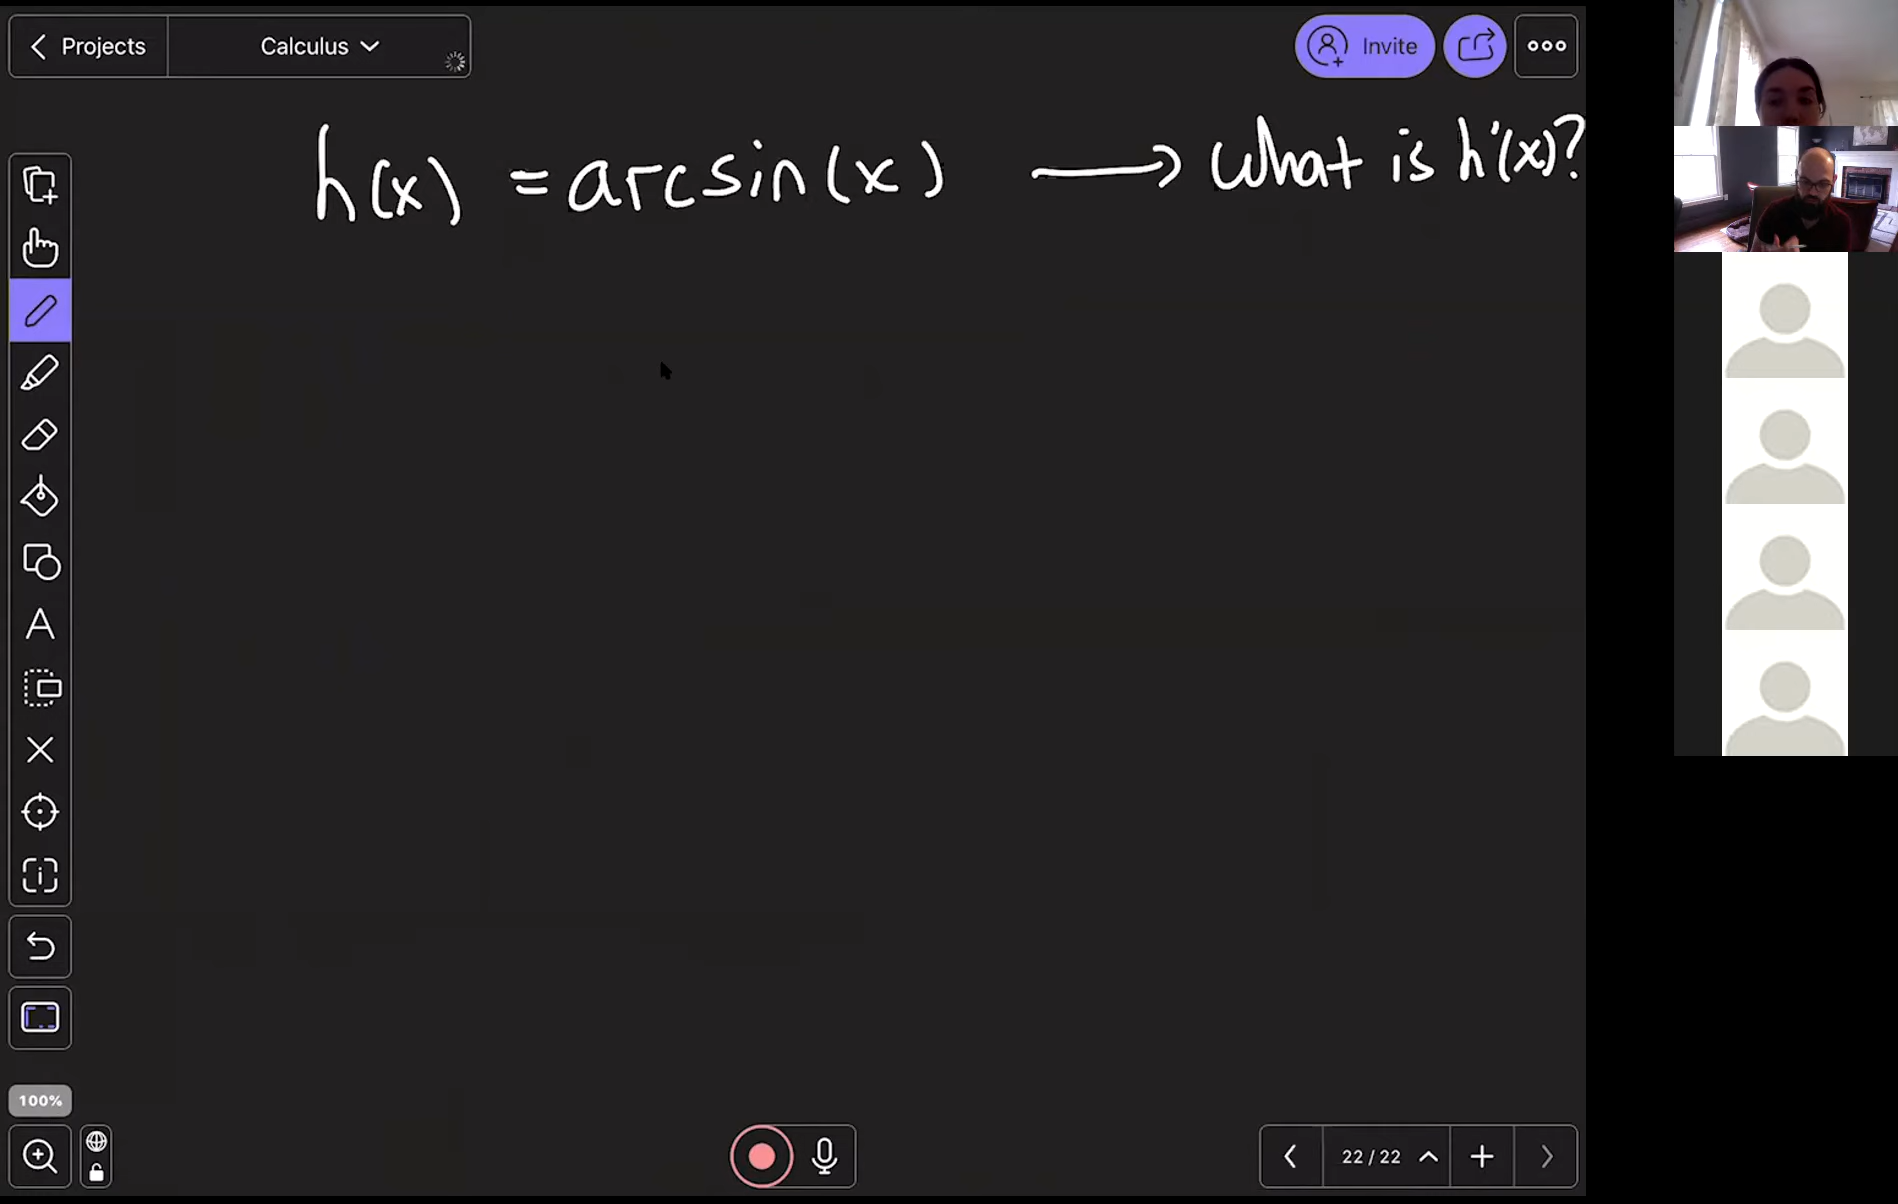 Projects
Calculus
Invite
h(x) = arcsin(x) → what is h'(x)?
A
100%
22 / 22